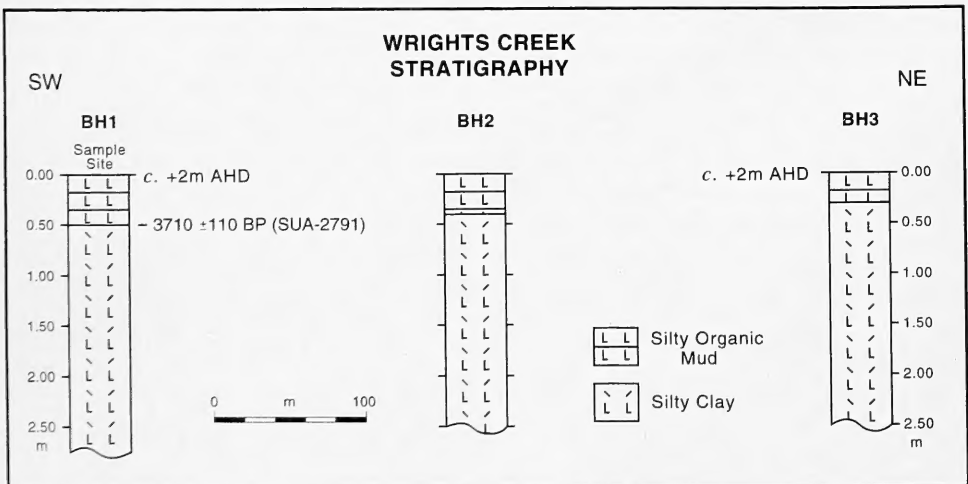 WRIGHTS CREEK
STRATIGRAPHY
SW
NE
BH1
BH2
BH3
Sample
Site
c. +2m AHD
3710 ±110 BP (SUA-2791)
0.00
0.50
1.00
1.50
2.00
2.50
m
c. +2m AHD
0.00
0.50
1.00
1.50
2.00
2.50
m
0 m 100
Silty Organic
Mud
Silty Clay